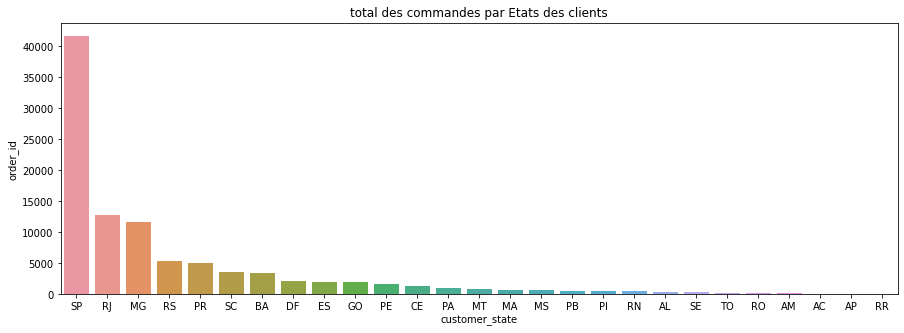 total des commandes par Etats des clients
40000
35000
30000
25000
20000
15000
10000
5000
0
order_id
SP RJ MG RS PR SC BA DF ES GO PE CE PA MT MA MS PB PI RN AL SE TO RO AM AC AP RR
customer_state